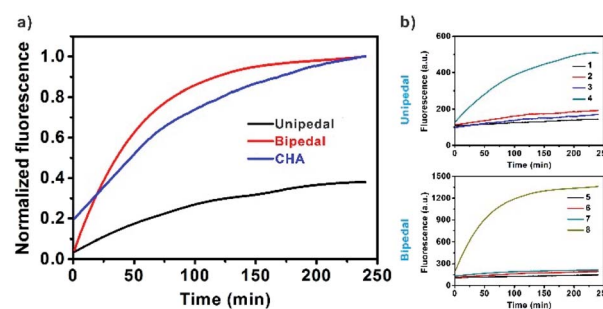 a)
Normalized fluorescence
1.0
0.8
0.6
0.4
0.2
0.0
Unipedal
Bipedal
CHA
0 50 100 150 200 250
Time (min)
b)
Unipedal
Fluorescence (a.u.)
600
400
200
0
1
2
3
4
0 50 100 150 200 250
Time (min)
Bipedal
Fluorescence (a.u.)
1500
1200
900
600
300
0
5
6
7
8
0 50 100 150 200 250
Time (min)